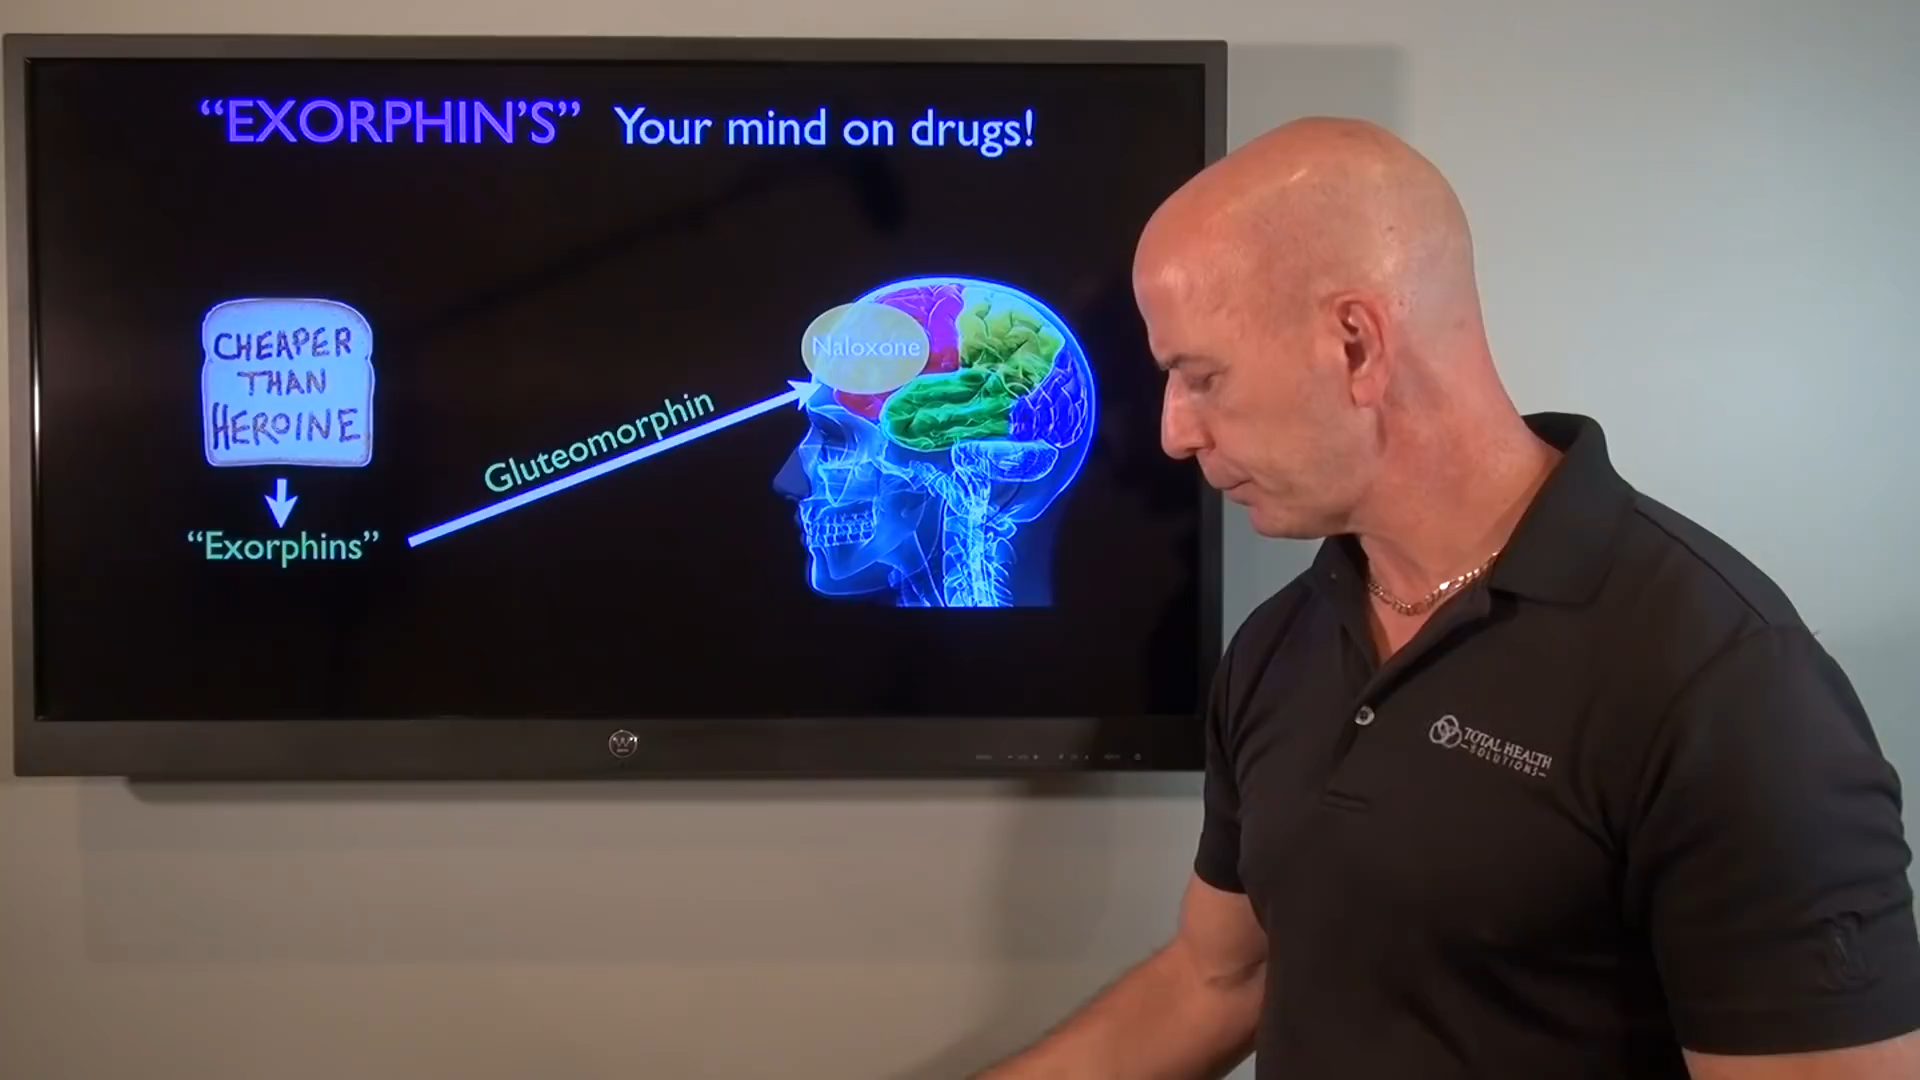 “EXORPHIN’S” Your mind on drugs!
CHEAPER
THAN
HEROINE
“Exorphins”
Gluteomorphin
Naloxone
TOTAL HEALTH
-SOLUTIONS-